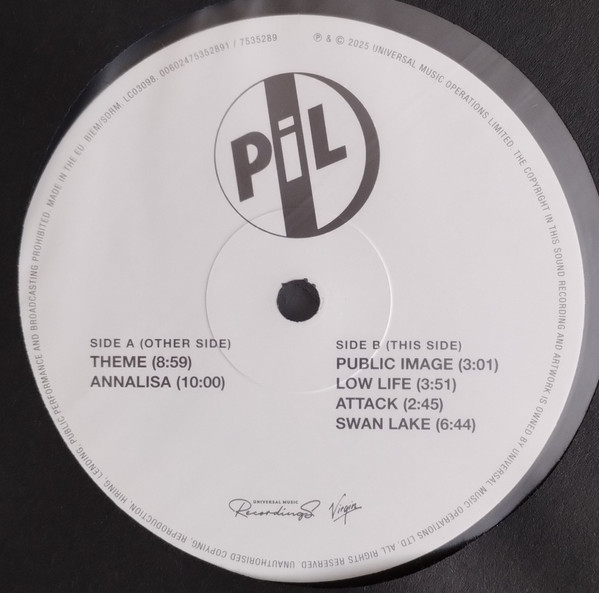 MADE IN THE EU. BIEM/SDRM. LC03098. 00602475352891 / 7535289
℗ & © 2025 UNIVERSAL MUSIC OPERATIONS LIMITED. THE COPYRIGHT IN THIS SOUND RECORDING AND ARTWORK IS OWNED BY UNIVERSAL MUSIC OPERATIONS LTD. ALL RIGHTS RESERVED. UNAUTHORISED COPYING, REPRODUCTION, HIRING, LENDING, PUBLIC PERFORMANCE AND BROADCASTING PROHIBITED.
PiL
SIDE A (OTHER SIDE)
THEME (8:59)
ANNALISA (10:00)
SIDE B (THIS SIDE)
PUBLIC IMAGE (3:01)
LOW LIFE (3:51)
ATTACK (2:45)
SWAN LAKE (6:44)
UNIVERSAL MUSIC
Recordings
Virgin